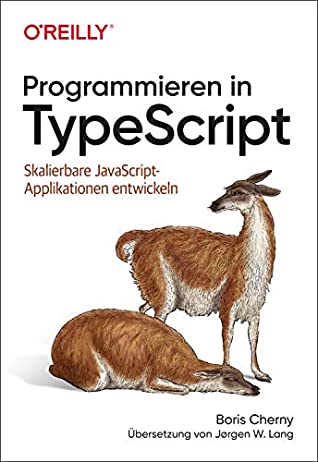 O'REILLY®
Programmieren in
TypeScript
Skalierbare JavaScript-
Applikationen entwickeln
Boris Cherny
Übersetzung von Jørgen W. Lang